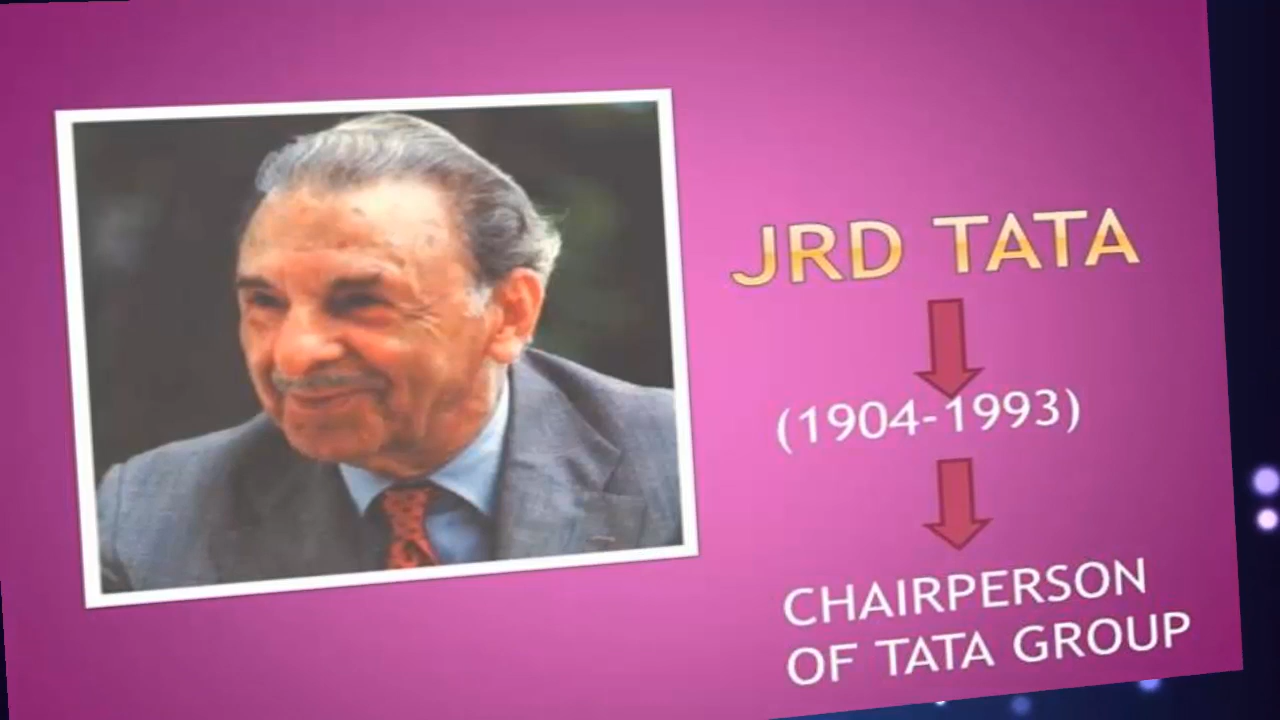 JRD TATA
(1904-1993)
CHAIRPERSON
OF TATA GROUP